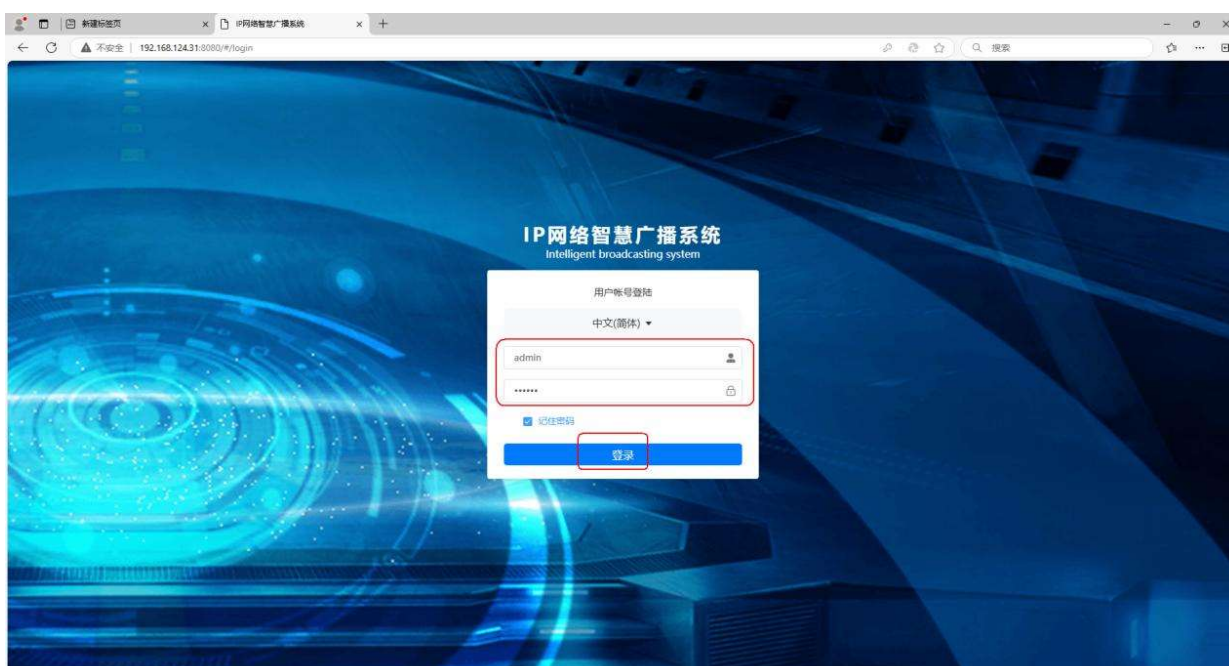 新建标签页
IP网络智慧广播系统
不安全 | 192.168.124.31:8080/#/login
搜索
IP网络智慧广播系统
Intelligent broadcasting system
用户帐号登陆
中文(简体)
admin
••••••
记住密码
登录